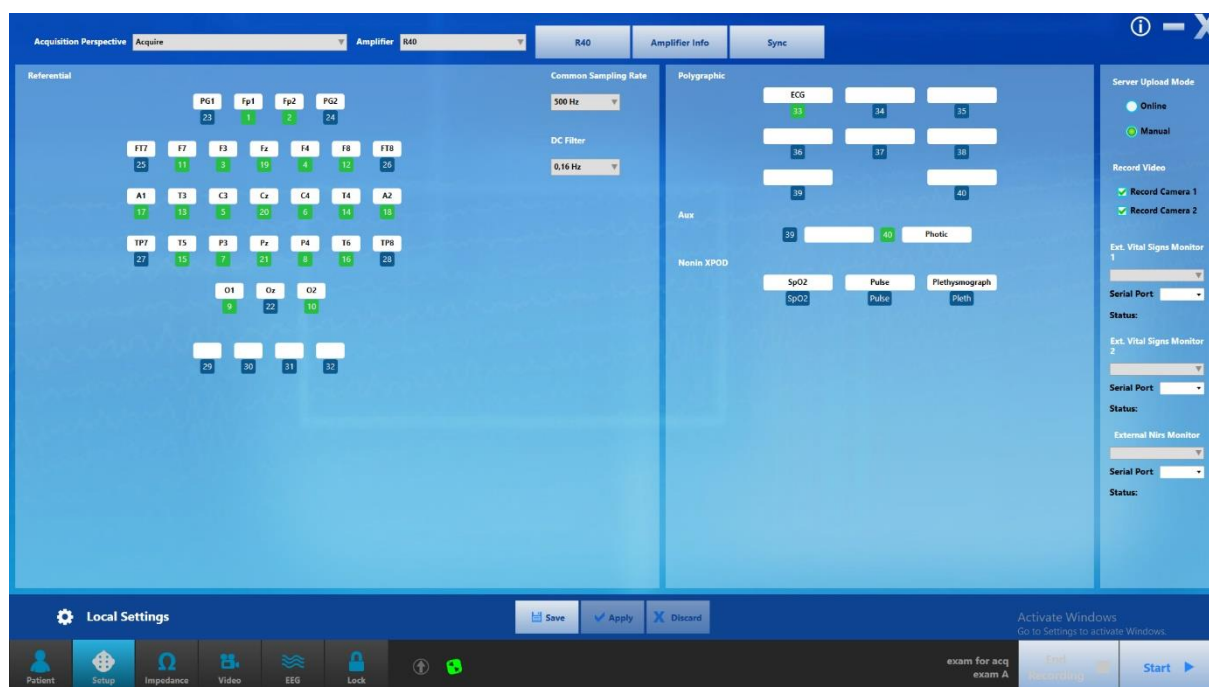 Acquisition Perspective Acquire Amplifier R40 R40 Amplifier Info Sync
Referential
Common Sampling Rate
500 Hz
DC Filter
0,16 Hz
PG1 Fp1 Fp2 PG2
23 1 2 24
FT7 F7 F3 Fz F4 F8 FT8
25 11 3 19 4 12 26
A1 T3 C3 Cz C4 T4 A2
17 13 5 20 6 14 18
TP7 T5 P3 Pz P4 T6 TP8
27 15 7 21 8 16 28
O1 Oz O2
9 22 10
29 30 31 32
Polygraphic
ECG
33 34 35
36 37 38
39 40
Aux
39 40 Photic
Nonin XPOD
SpO2 Pulse Plethysmograph
SpO2 Pulse Pleth
Server Upload Mode
Online
Manual
Record Video
Record Camera 1
Record Camera 2
Ext. Vital Signs Monitor
1
Serial Port
Status:
Ext. Vital Signs Monitor
2
Serial Port
Status:
External Nirs Monitor
Serial Port
Status:
Local Settings
Save Apply X Discard
Activate Windows
Go to Settings to activate Windows.
Patient Setup Impedance Video EEG Lock
exam for acq
exam A
End
Recording
Start